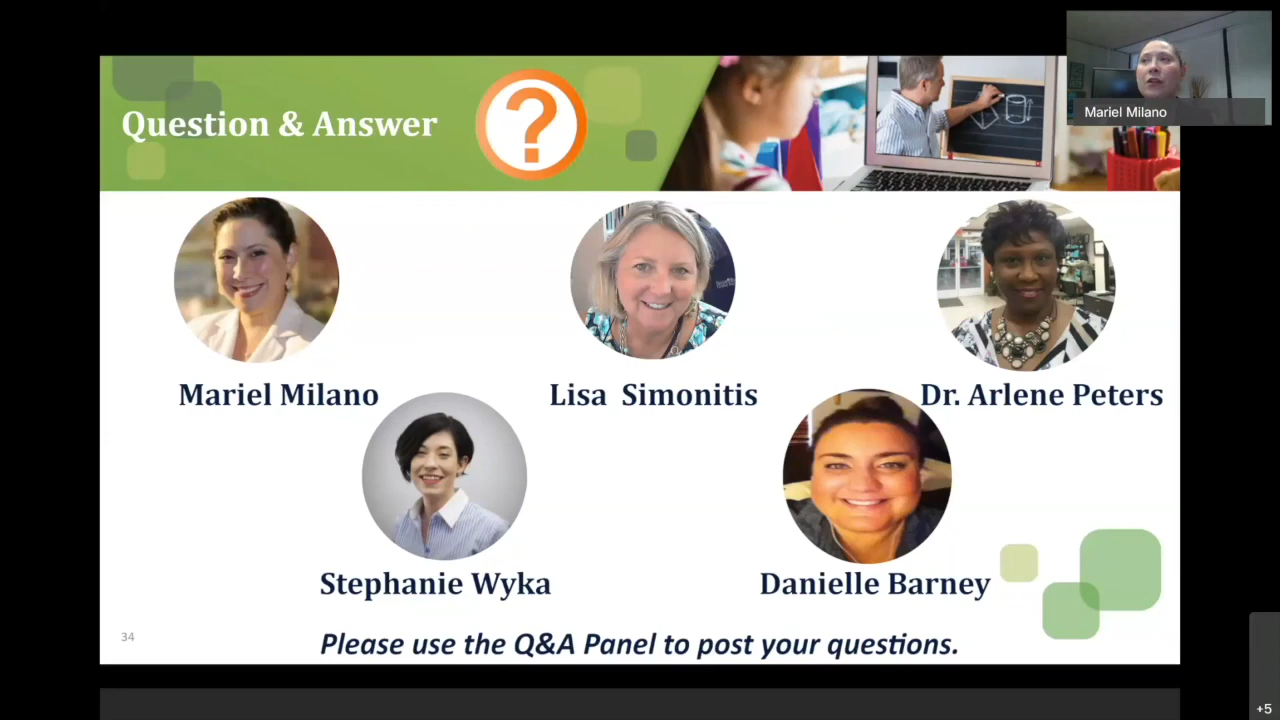 Question & Answer
?
Mariel Milano
Mariel Milano
Lisa Simonitis
Dr. Arlene Peters
Stephanie Wyka
Danielle Barney
34
Please use the Q&A Panel to post your questions.
+5